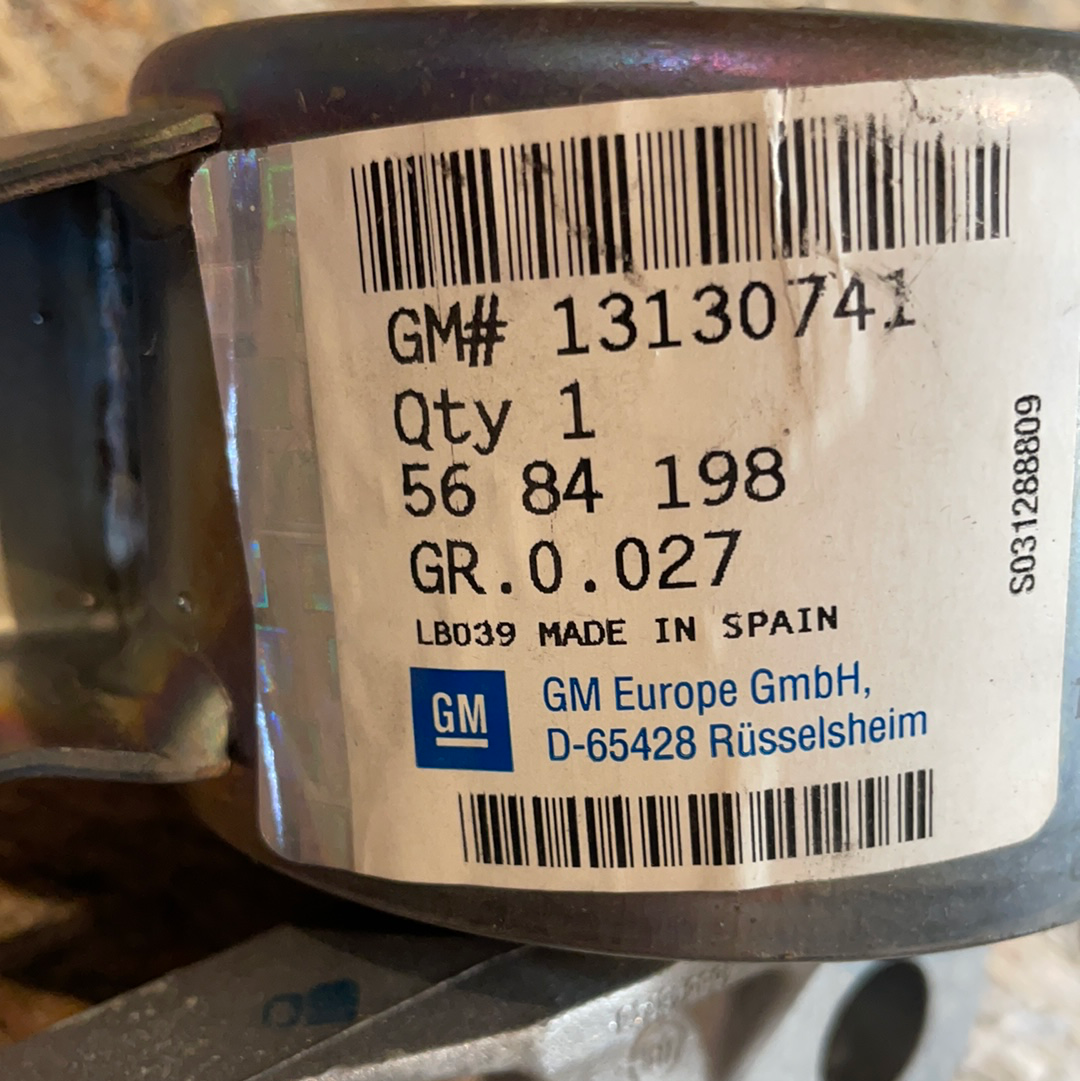 GM# 13130741
Qty 1
56 84 198
GR.0.027
LB039 MADE IN SPAIN
GM
GM Europe GmbH,
D-65428 Rüsselsheim
S031288809